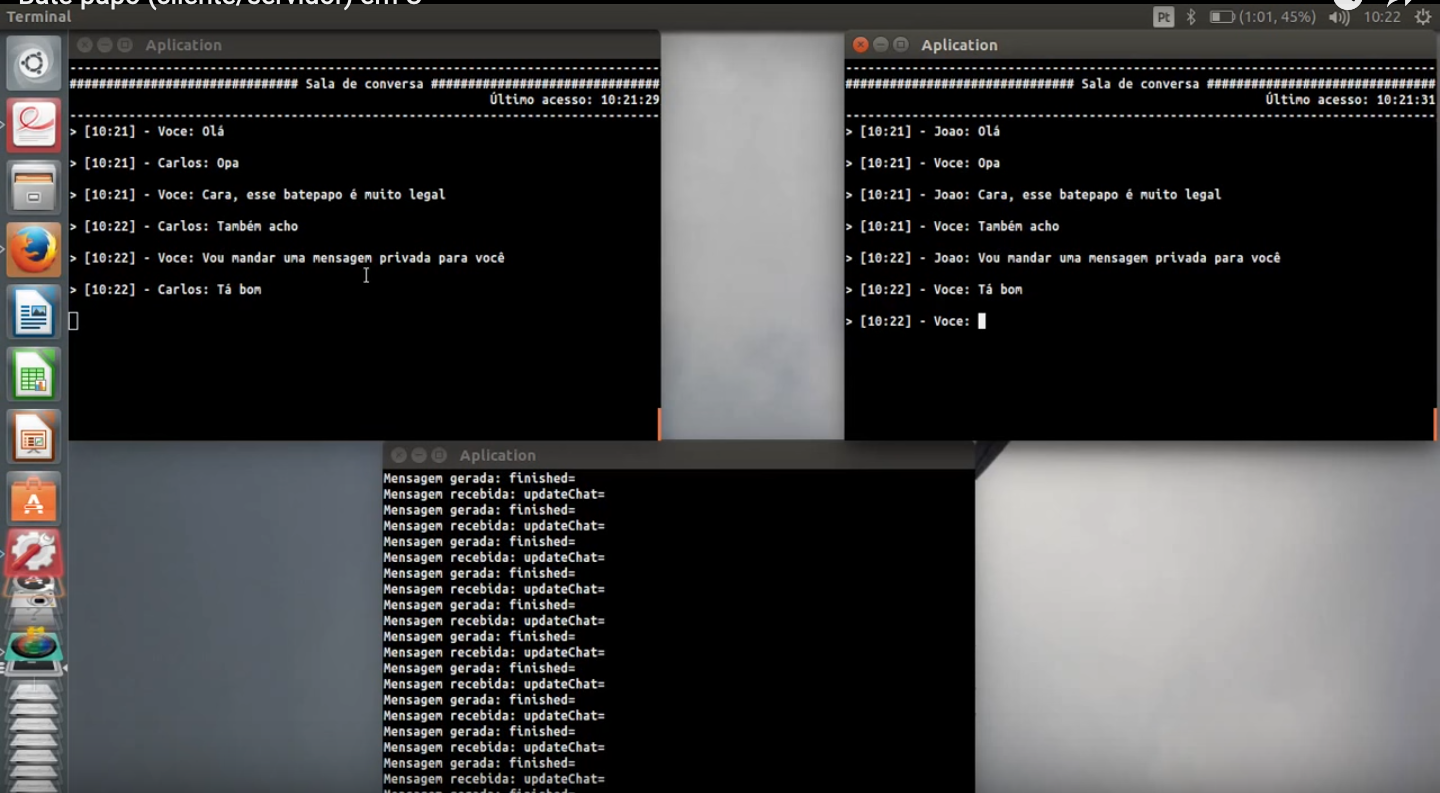 Bate papo (cliente/servidor) em C
Terminal
Pt
(1:01, 45%)
10:22
Aplication
------------------------------------------------------------------------------
############################### Sala de conversa ###############################
Último acesso: 10:21:29
------------------------------------------------------------------------------
> [10:21] - Voce: Olá
> [10:21] - Carlos: Opa
> [10:21] - Voce: Cara, esse batepapo é muito legal
> [10:22] - Carlos: Também acho
> [10:22] - Voce: Vou mandar uma mensagem privada para você
> [10:22] - Carlos: Tá bom
Aplication
------------------------------------------------------------------------------
############################### Sala de conversa ###############################
Último acesso: 10:21:31
------------------------------------------------------------------------------
> [10:21] - Joao: Olá
> [10:21] - Voce: Opa
> [10:21] - Joao: Cara, esse batepapo é muito legal
> [10:21] - Voce: Também acho
> [10:22] - Joao: Vou mandar uma mensagem privada para você
> [10:22] - Voce: Tá bom
> [10:22] - Voce:
Aplication
Mensagem gerada: finished=
Mensagem recebida: updateChat=
Mensagem gerada: finished=
Mensagem recebida: updateChat=
Mensagem gerada: finished=
Mensagem recebida: updateChat=
Mensagem gerada: finished=
Mensagem recebida: updateChat=
Mensagem gerada: finished=
Mensagem recebida: updateChat=
Mensagem gerada: finished=
Mensagem recebida: updateChat=
Mensagem gerada: finished=
Mensagem recebida: updateChat=
Mensagem gerada: finished=
Mensagem recebida: updateChat=
Mensagem gerada: finished=
Mensagem recebida: updateChat=
Mensagem gerada: finished=
Mensagem recebida: updateChat=
Mensagem gerada: finished=